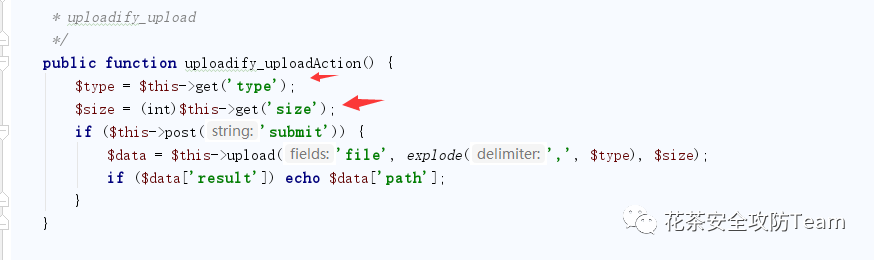 * uploadify_upload
*/
public function uploadify_uploadAction() {
$type = $this->get('type');
$size = (int)$this->get('size');
if ($this->post( string: 'submit')) {
$data = $this->upload( fields: 'file', explode( delimiter: ',', $type), $size);
if ($data['result']) echo $data['path'];
}
}
花茶安全攻防Team